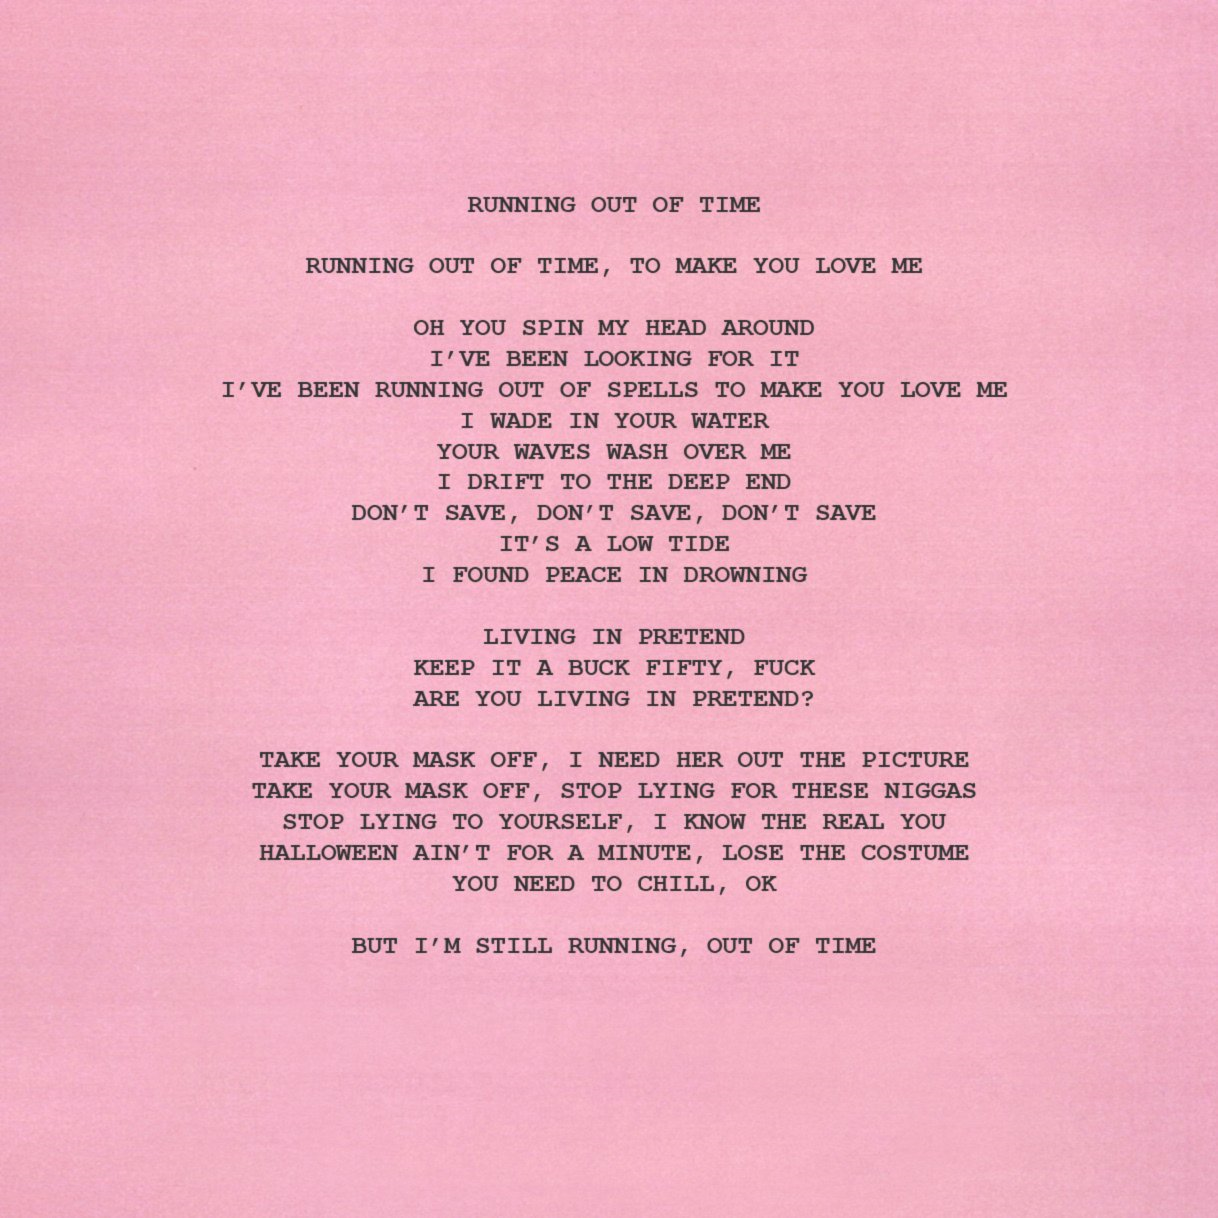 RUNNING OUT OF TIME
RUNNING OUT OF TIME, TO MAKE YOU LOVE ME
OH YOU SPIN MY HEAD AROUND
I’VE BEEN LOOKING FOR IT
I’VE BEEN RUNNING OUT OF SPELLS TO MAKE YOU LOVE ME
I WADE IN YOUR WATER
YOUR WAVES WASH OVER ME
I DRIFT TO THE DEEP END
DON’T SAVE, DON’T SAVE, DON’T SAVE
IT’S A LOW TIDE
I FOUND PEACE IN DROWNING
LIVING IN PRETEND
KEEP IT A BUCK FIFTY, FUCK
ARE YOU LIVING IN PRETEND?
TAKE YOUR MASK OFF, I NEED HER OUT THE PICTURE
TAKE YOUR MASK OFF, STOP LYING FOR THESE NIGGAS
STOP LYING TO YOURSELF, I KNOW THE REAL YOU
HALLOWEEN AIN’T FOR A MINUTE, LOSE THE COSTUME
YOU NEED TO CHILL, OK
BUT I’M STILL RUNNING, OUT OF TIME